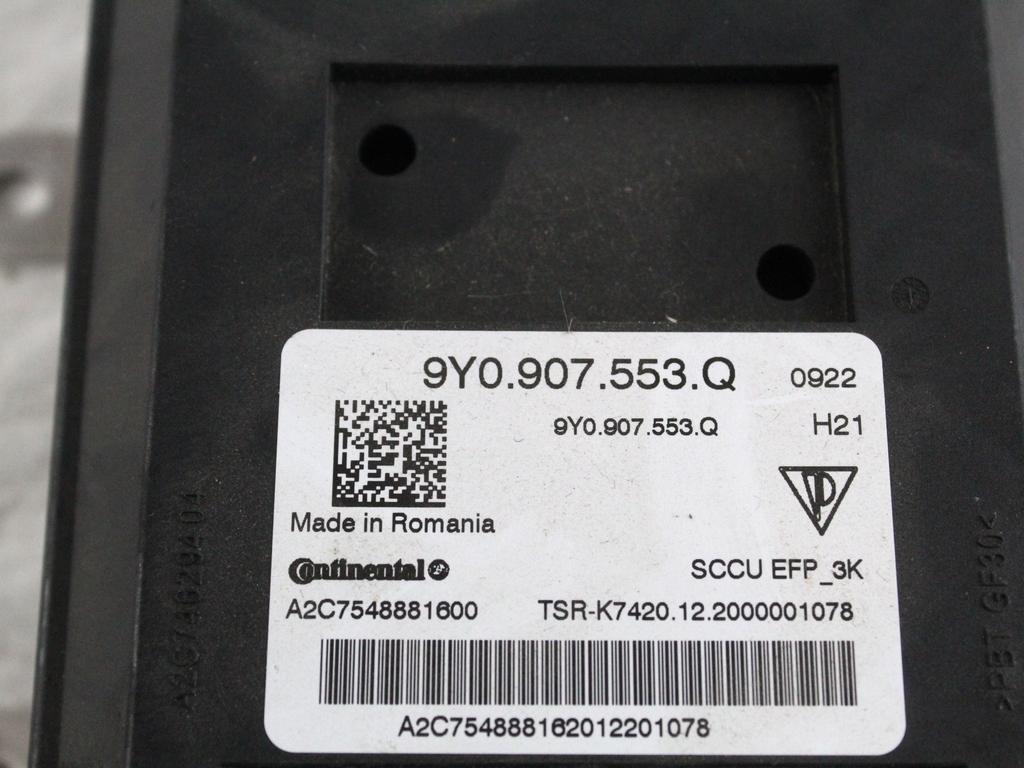 9Y0.907.553.Q 0922
9Y0.907.553.Q H21
Made in Romania
Continental SCCU EFP_3K
A2C7548881600 TSR-K7420.12.2000001078
A2C754888162012201078
A2C74629404
>PBT GF30<